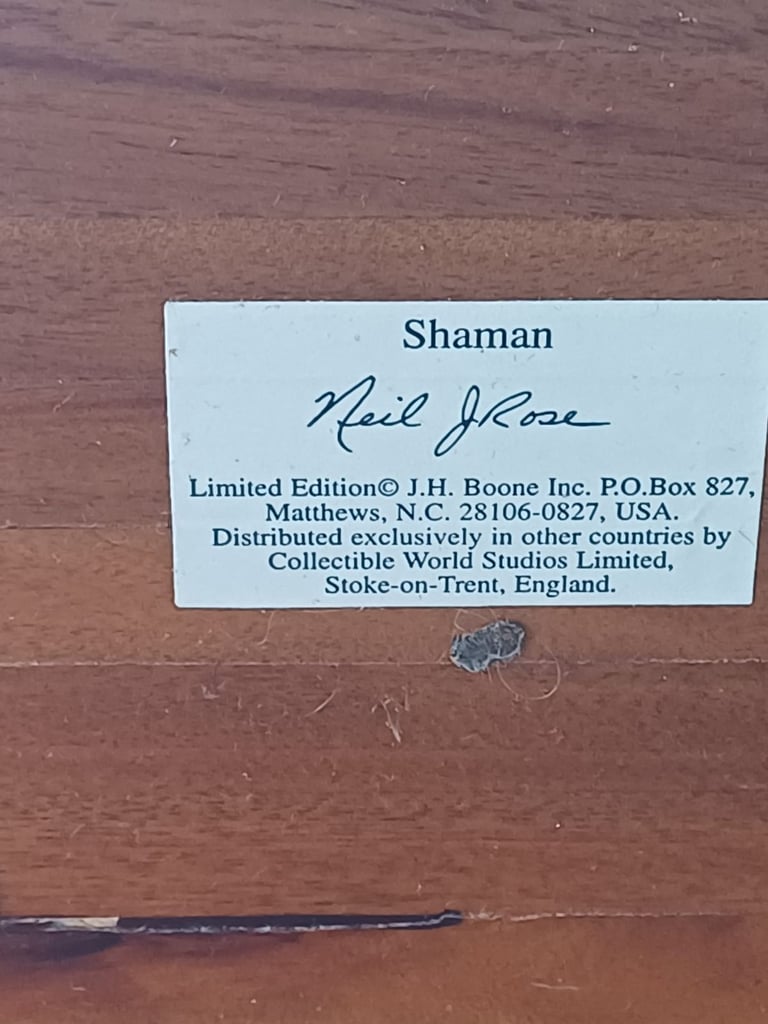 Shaman
Neil J Rose
Limited Edition© J.H. Boone Inc. P.O.Box 827,
Matthews, N.C. 28106-0827, USA.
Distributed exclusively in other countries by
Collectible World Studios Limited,
Stoke-on-Trent, England.